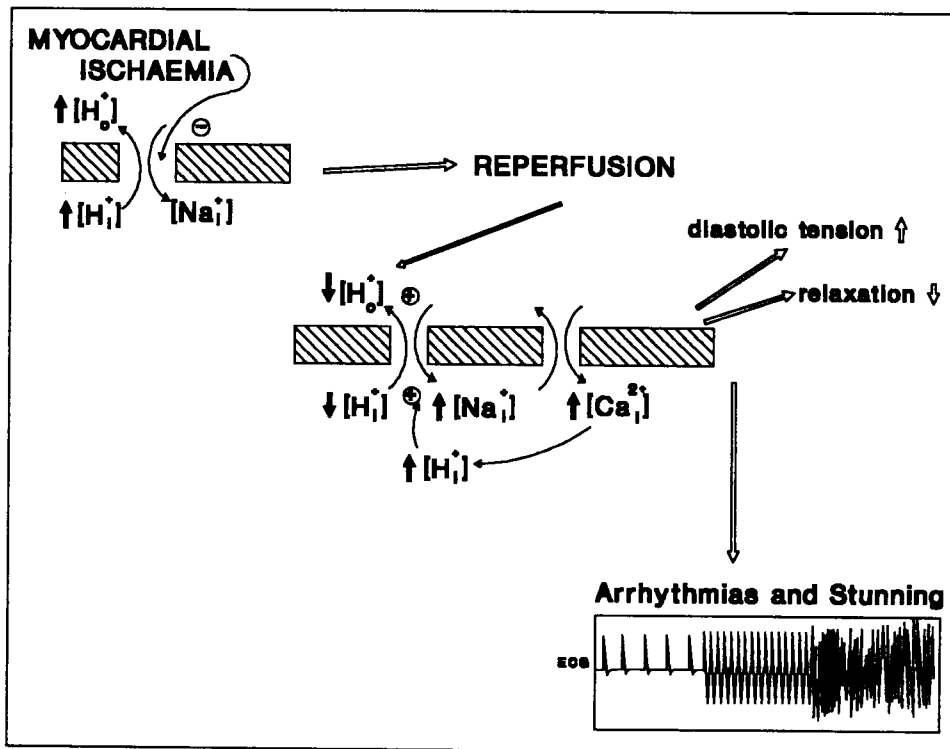 MYOCARDIAL
ISCHAEMIA
⬆ [H⁺ₒ] ⊖
⬆ [H⁺ᵢ] [Na⁺ᵢ]
REPERFUSION
diastolic tension ⇧
relaxation ⇩
⬇ [H⁺ₒ] ⊕
⬇ [H⁺ᵢ] ⊕ ⬆ [Na⁺ᵢ] ⬆ [Ca²⁺ᵢ]
⬆ [H⁺ᵢ]
Arrhythmias and Stunning
ECG